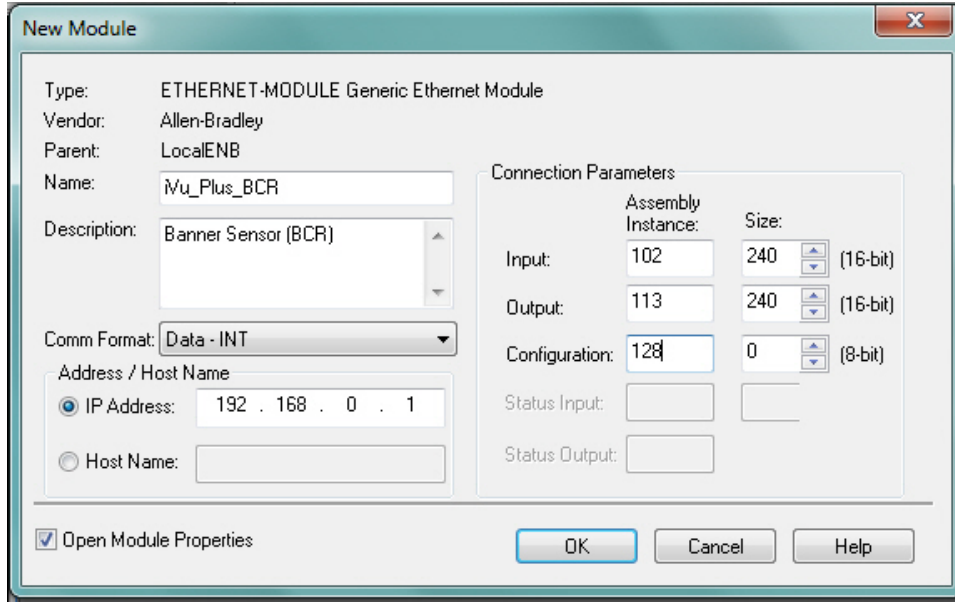 New Module
Type: ETHERNET-MODULE Generic Ethernet Module
Vendor: Allen-Bradley
Parent: LocalENB
Name: iVu_Plus_BCR
Description: Banner Sensor (BCR)
Comm Format: Data - INT
Address / Host Name
IP Address: 192 . 168 . 0 . 1
Host Name:
Connection Parameters
Assembly
Instance: Size:
Input: 102 240 (16-bit)
Output: 113 240 (16-bit)
Configuration: 128 0 (8-bit)
Status Input:
Status Output:
Open Module Properties
OK Cancel Help